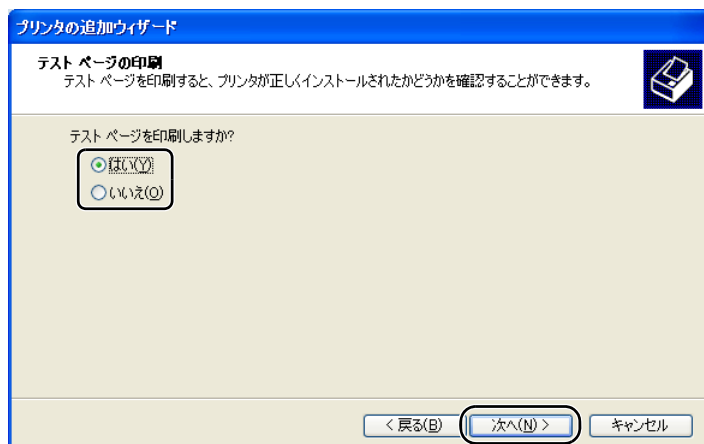 プリンタの追加ウィザード
テスト ページの印刷
テスト ページを印刷すると、プリンタが正しくインストールされたかどうかを確認することができます。
テスト ページを印刷しますか?
はい(Y)
いいえ(O)
< 戻る(B) 次へ(N) > キャンセル